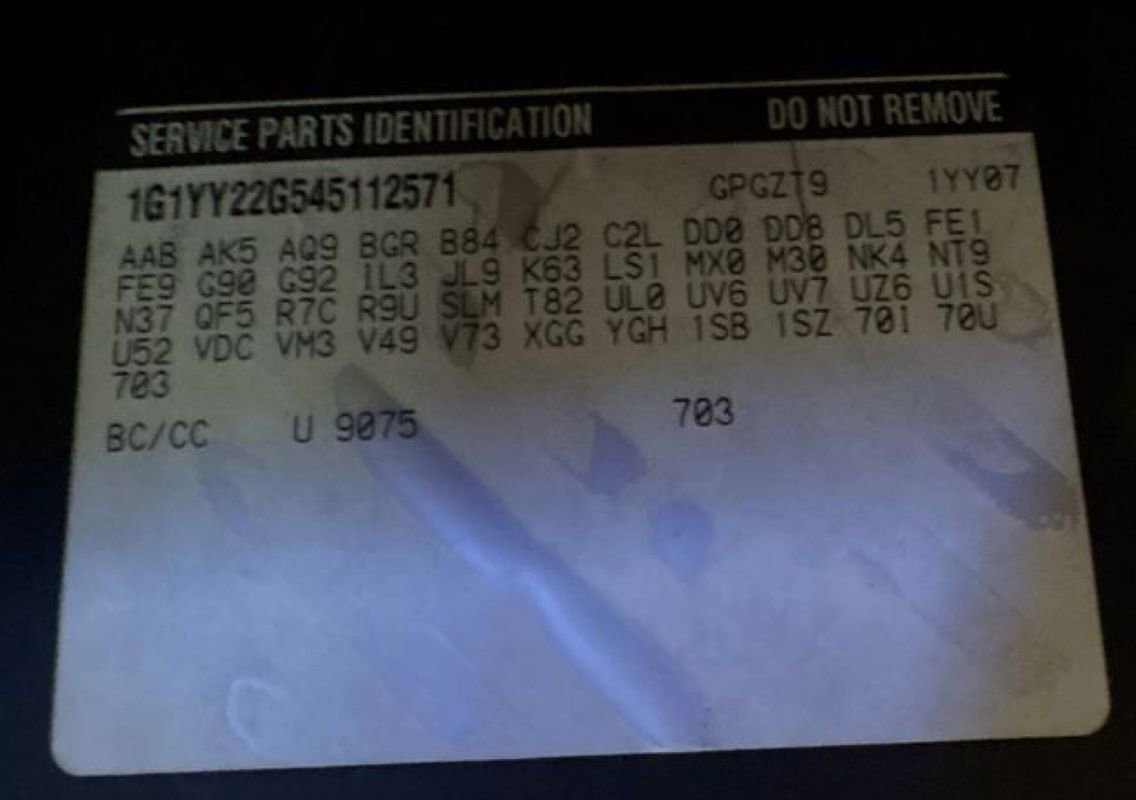 SERVICE PARTS IDENTIFICATION DO NOT REMOVE
1G1YY22G545112571 GPGZT9 1YY07
AAB AK5 AQ9 BGR B84 CJ2 C2L DD0 DD8 DL5 FE1
FE9 G90 G92 IL3 JL9 K63 LS1 MX0 M30 NK4 NT9
N37 QF5 R7C R9U SLM T82 UL0 UV6 UV7 UZ6 U1S
U52 VDC VM3 V49 V73 XGG YGH 1SB 1SZ 70I 70U
703
BC/CC U 9075 703